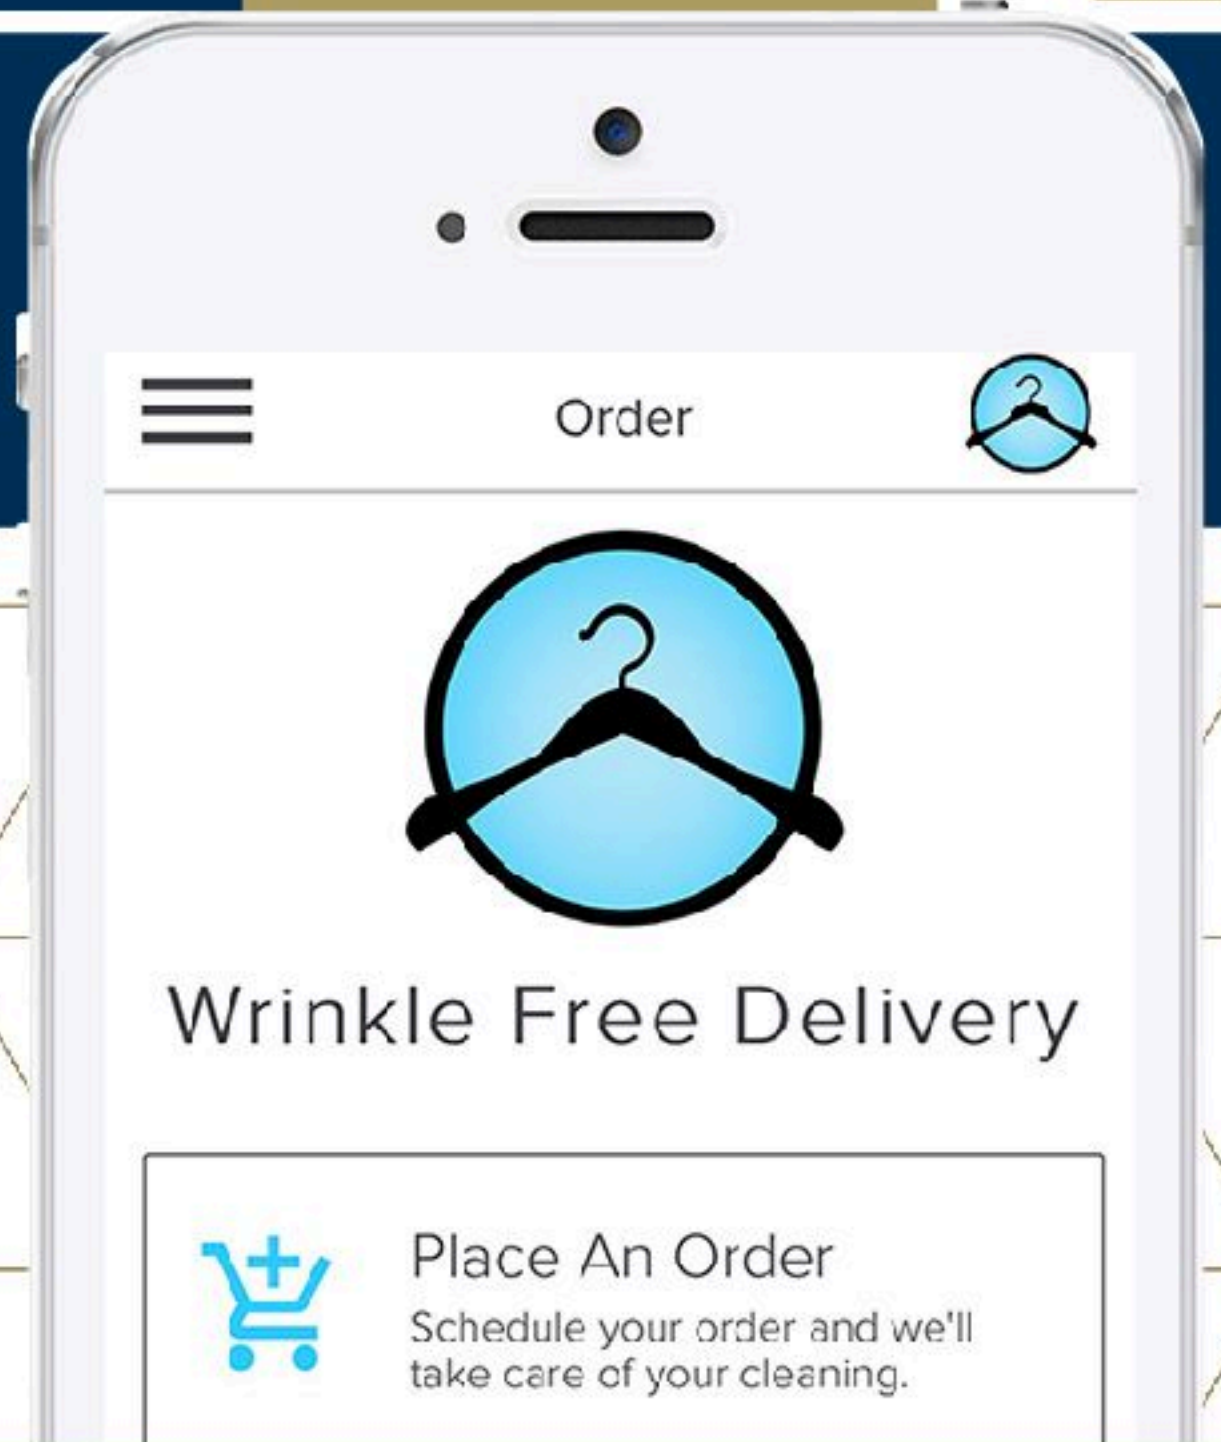 Order
Wrinkle Free Delivery
Place An Order
Schedule your order and we'll
take care of your cleaning.